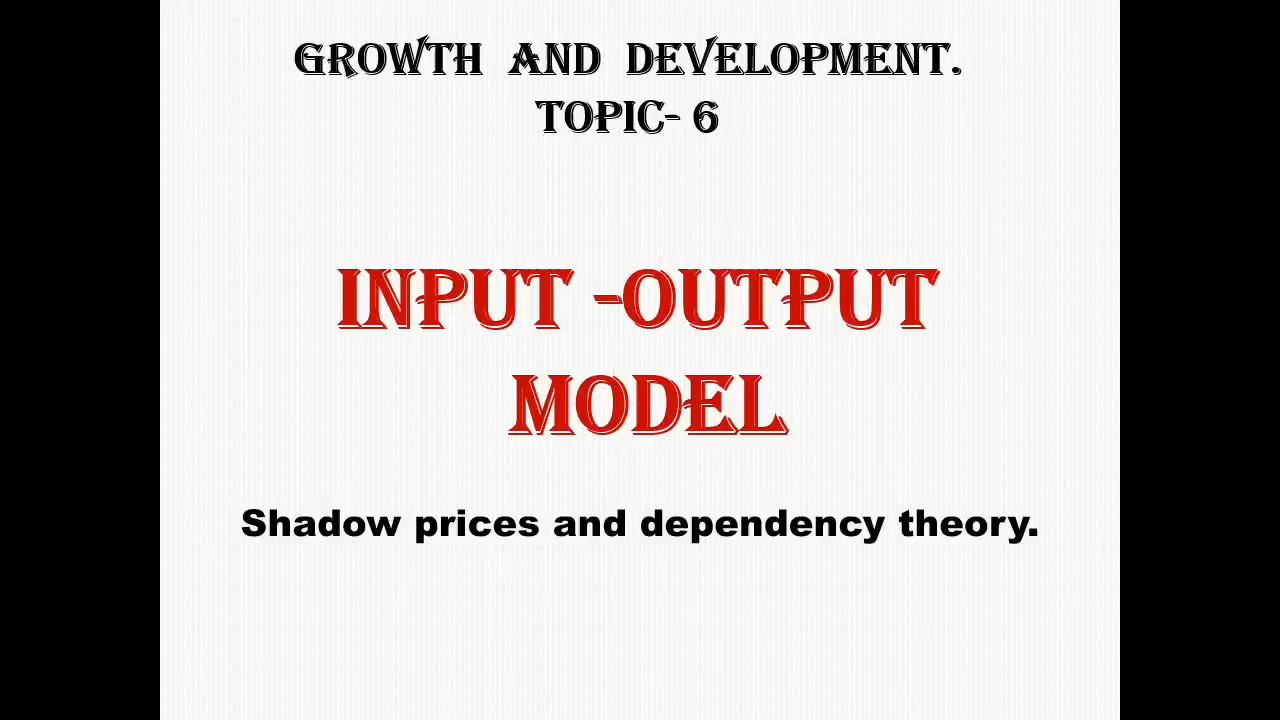 GROWTH AND DEVELOPMENT.
TOPIC- 6
INPUT -OUTPUT
MODEL
Shadow prices and dependency theory.